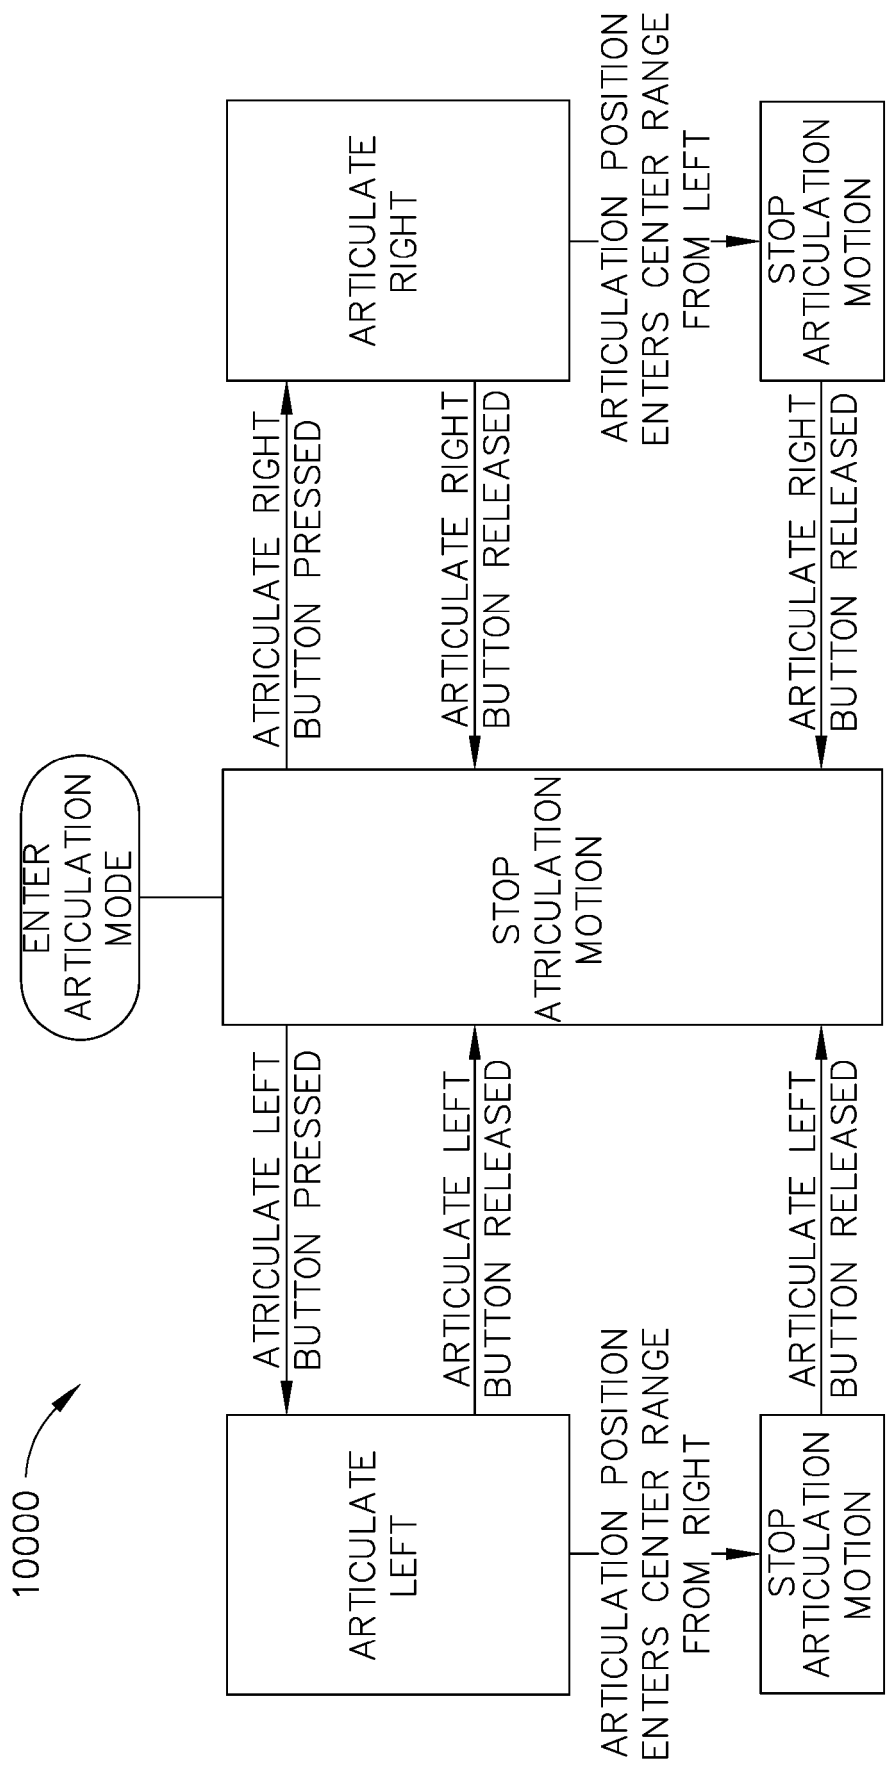 10000
ENTER
ARTICULATION
MODE
ATRICULATE LEFT
BUTTON PRESSED
ATRICULATE RIGHT
BUTTON PRESSED
ARTICULATE
LEFT
ARTICULATE LEFT
BUTTON RELEASED
STOP
ATRICULATION
MOTION
ARTICULATE RIGHT
BUTTON RELEASED
ARTICULATE
RIGHT
ARTICULATION POSITION
ENTERS CENTER RANGE
FROM RIGHT
ARTICULATION POSITION
ENTERS CENTER RANGE
FROM LEFT
STOP
ARTICULATION
MOTION
ARTICULATE LEFT
BUTTON RELEASED
ARTICULATE RIGHT
BUTTON RELEASED
STOP
ARTICULATION
MOTION